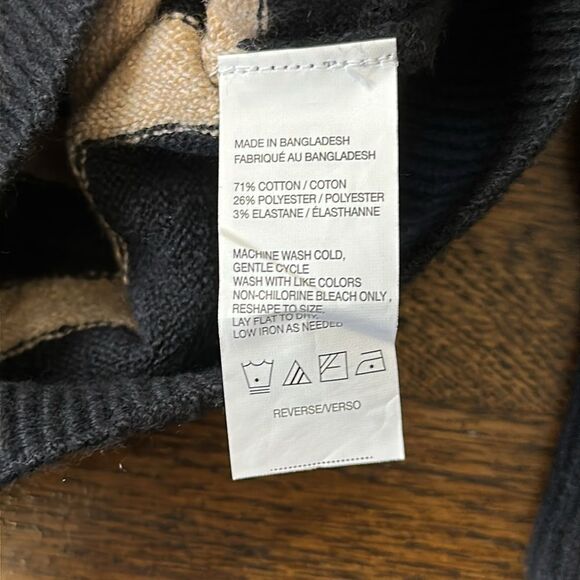 MADE IN BANGLADESH
FABRIQUÉ AU BANGLADESH
71% COTTON / COTON
26% POLYESTER / POLYESTER
3% ELASTANE / ÉLASTHANNE
MACHINE WASH COLD,
GENTLE CYCLE
WASH WITH LIKE COLORS
NON-CHILORINE BLEACH ONLY ,
RESHAPE TO SIZE,
LAY FLAT TO DRY,
LOW IRON AS NEEDED
REVERSE/VERSO